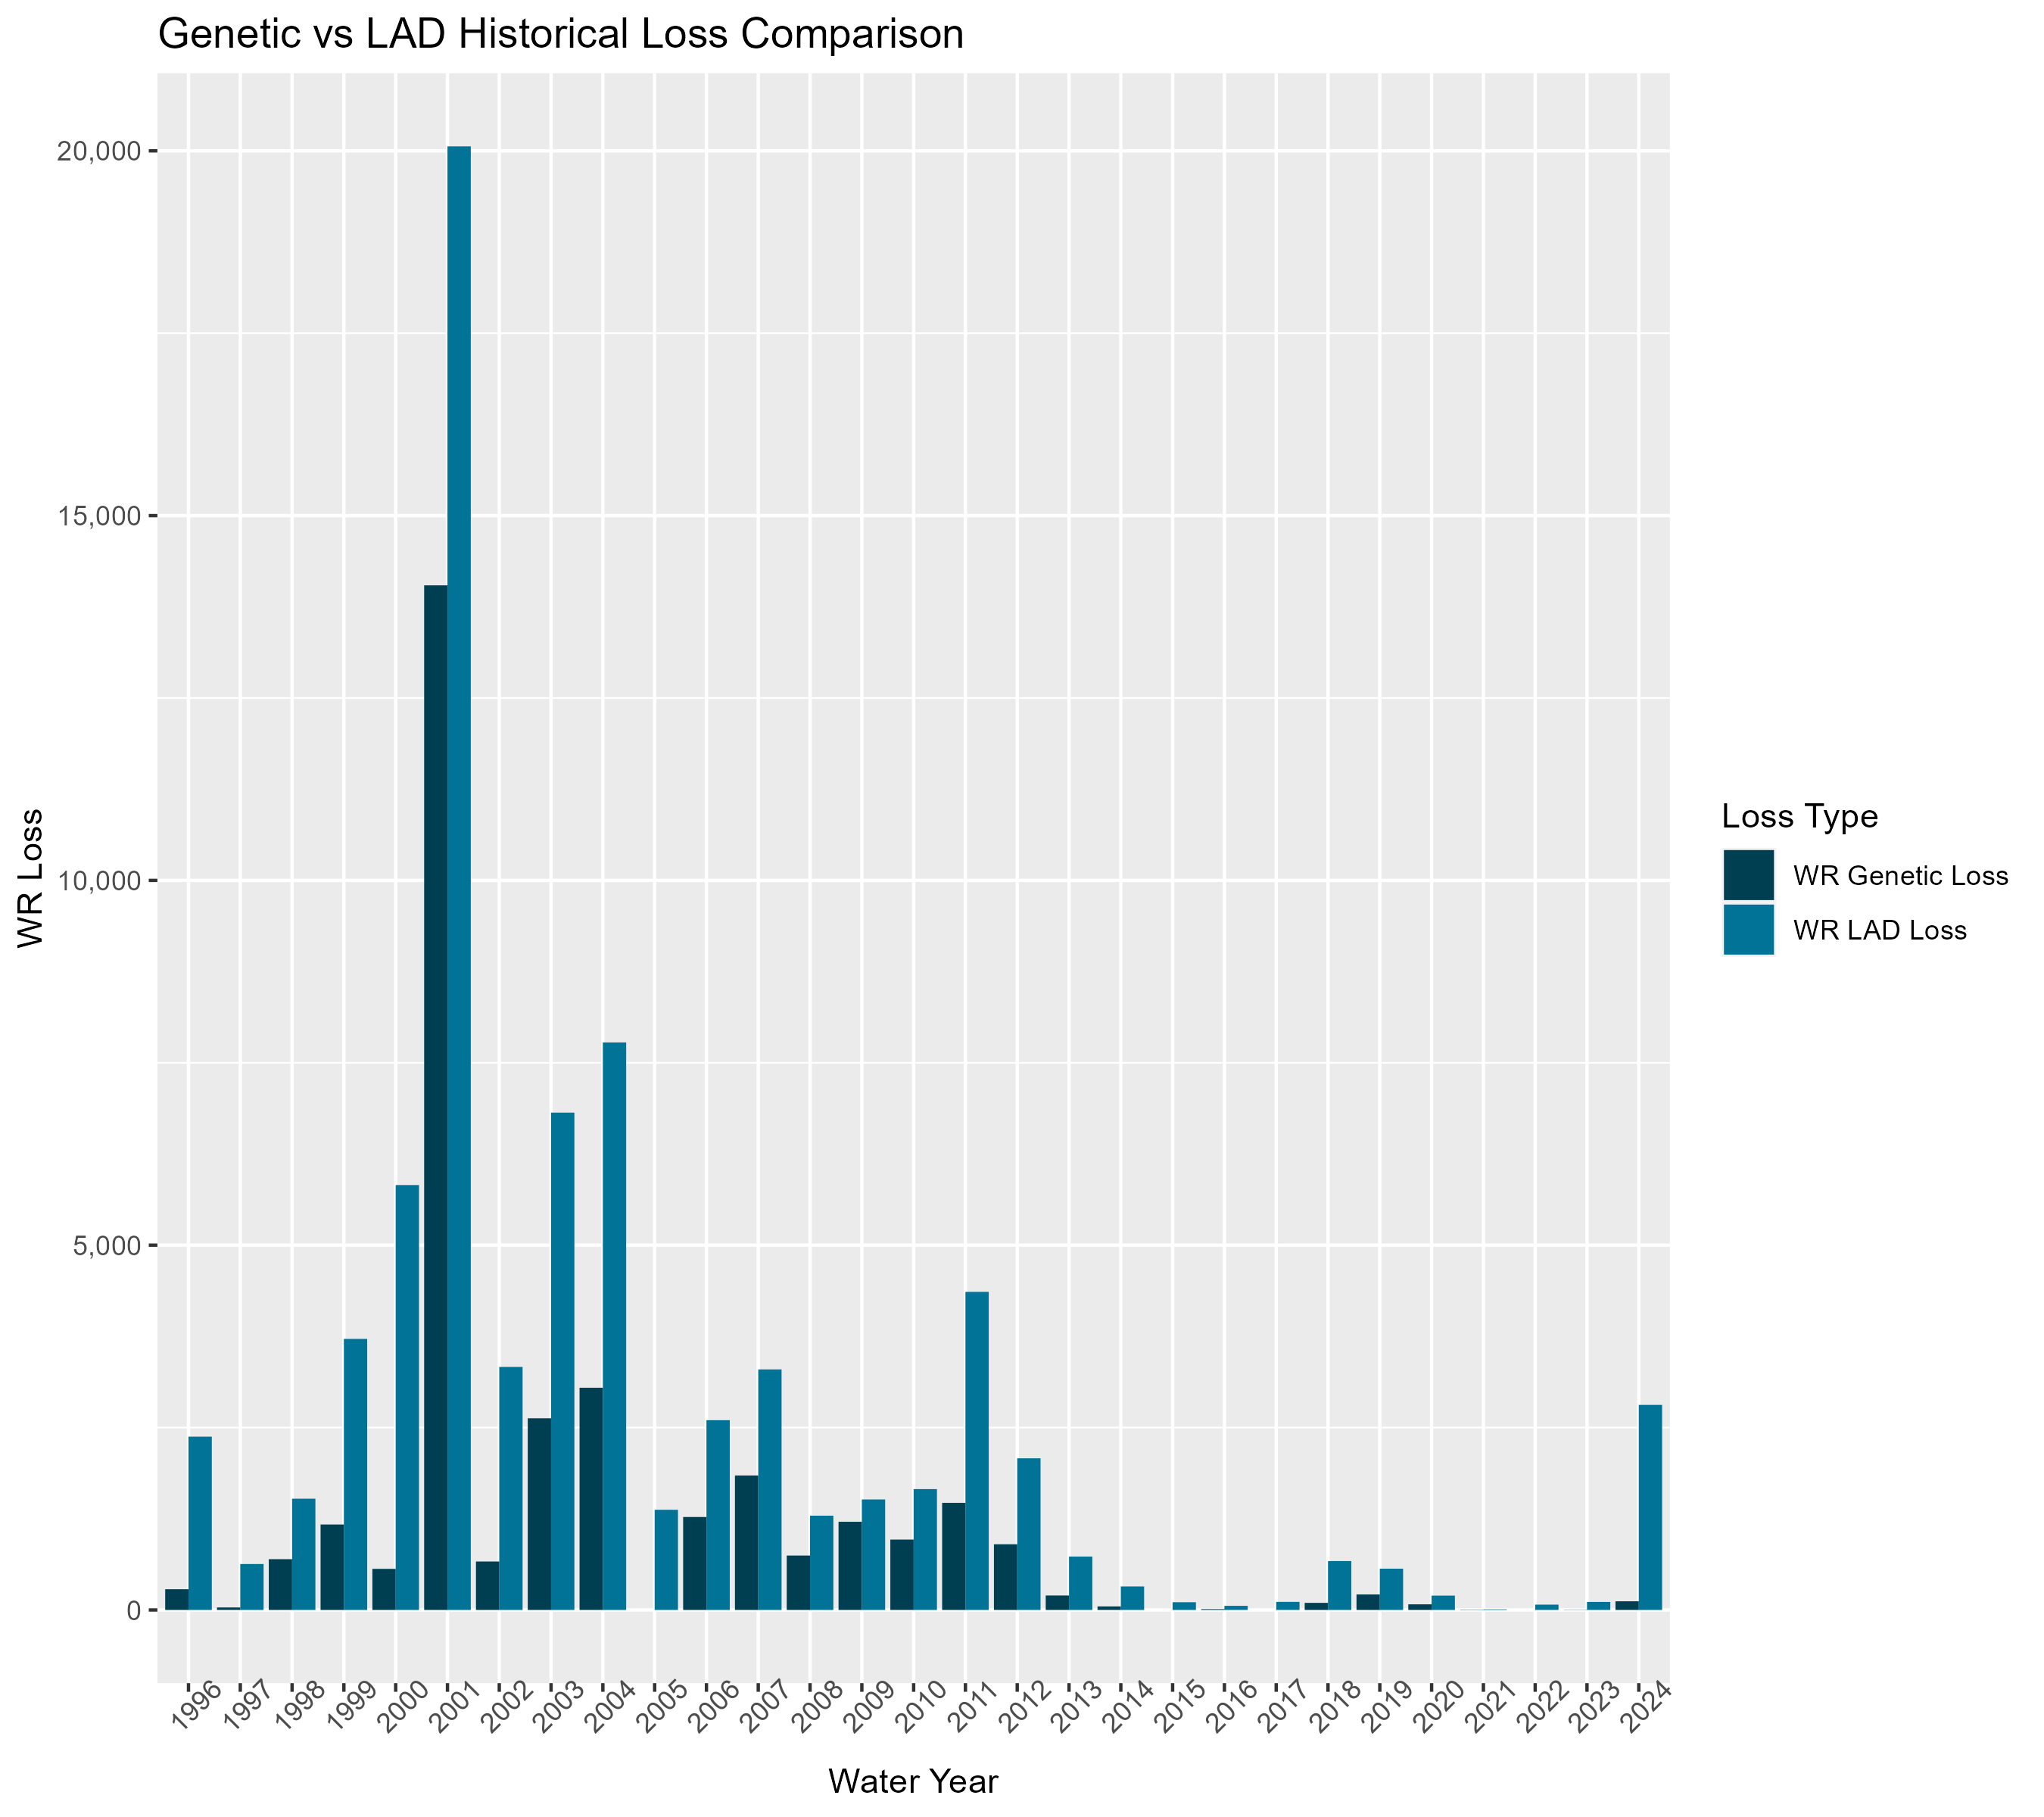 Genetic vs LAD Historical Loss Comparison
20,000
15,000
10,000
5,000
0
WR Loss
1996 1997 1998 1999 2000 2001 2002 2003 2004 2005 2006 2007 2008 2009 2010 2011 2012 2013 2014 2015 2016 2017 2018 2019 2020 2021 2022 2023 2024
Water Year
Loss Type
WR Genetic Loss
WR LAD Loss